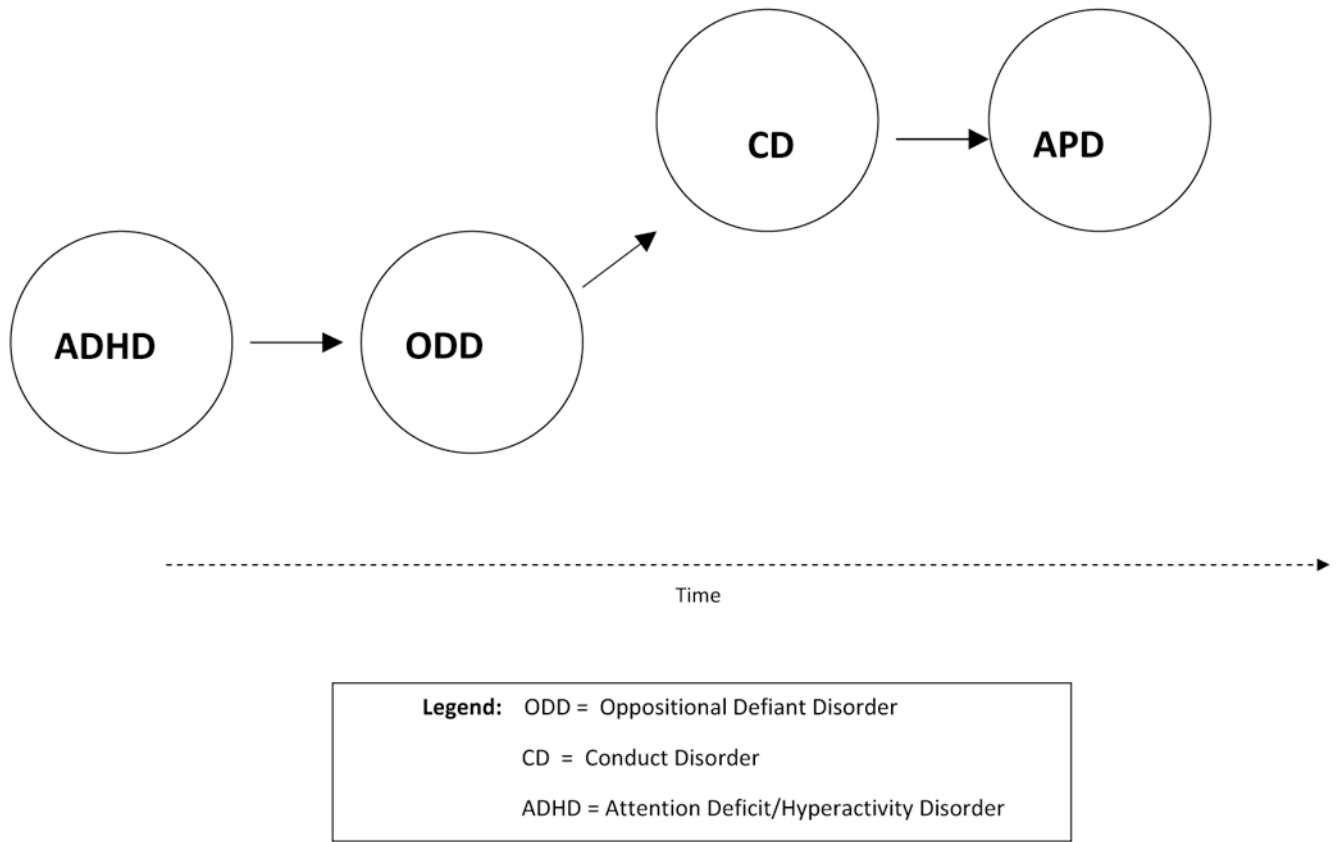 CD
APD
ADHD
ODD
Time
Legend: ODD = Oppositional Defiant Disorder
CD = Conduct Disorder
ADHD = Attention Deficit/Hyperactivity Disorder